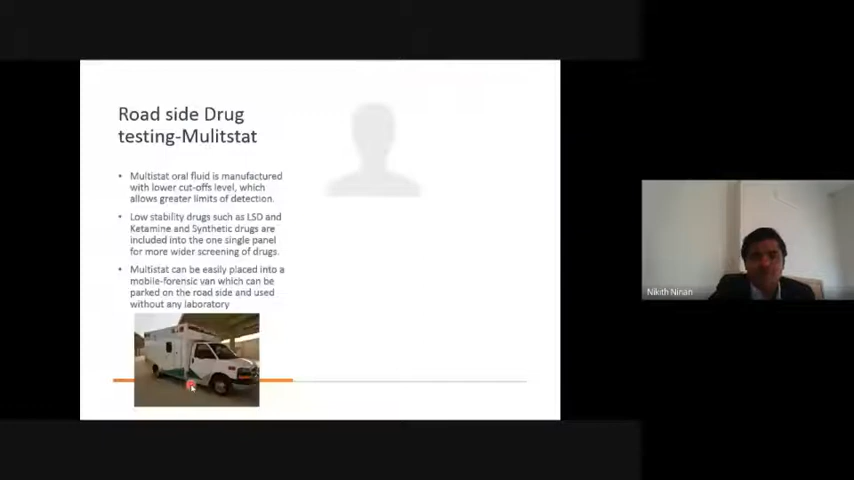 Road side Drug
testing-Mulitstat
• Multistat oral fluid is manufactured
with lower cut-offs level, which
allows greater limits of detection.
• Low stability drugs such as LSD and
Ketamine and Synthetic drugs are
included into the one single panel
for more wider screening of drugs.
• Multistat can be easily placed into a
mobile-forensic van which can be
parked on the road side and used
without any laboratory
Nikith Ninan